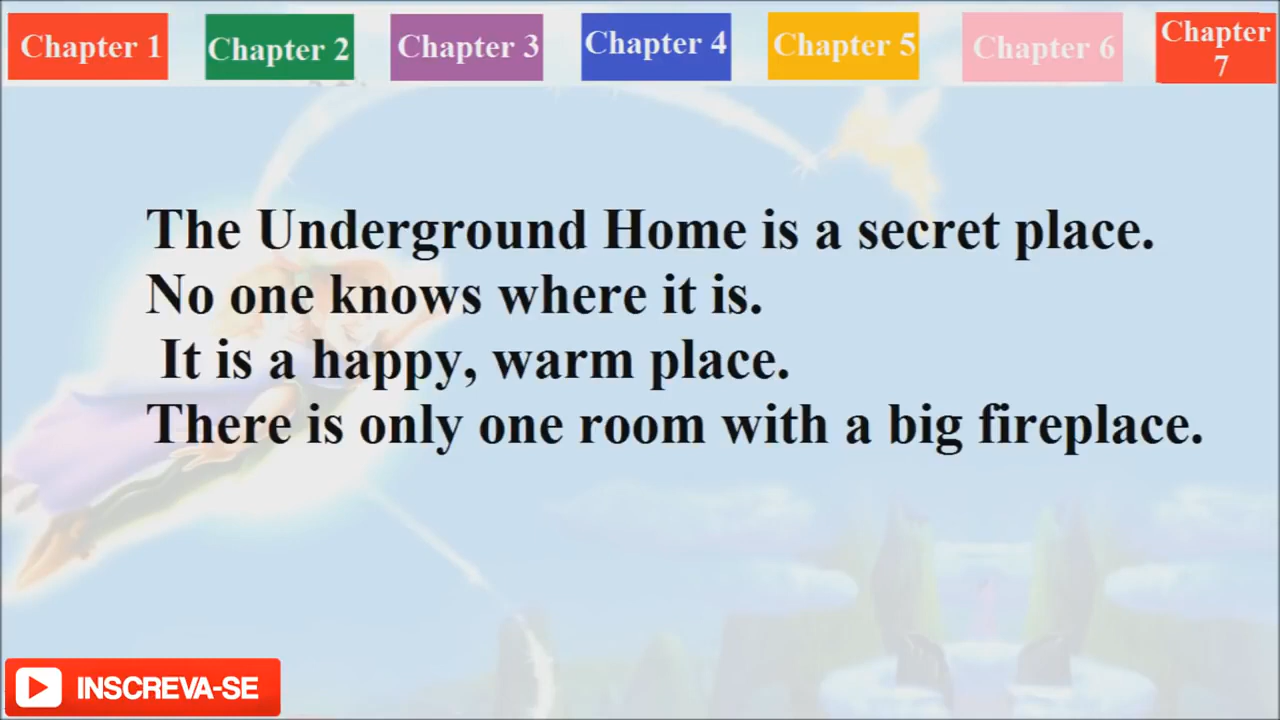 Chapter 1
Chapter 2
Chapter 3
Chapter 4
Chapter 5
Chapter 6
Chapter
7
The Underground Home is a secret place.
No one knows where it is.
It is a happy, warm place.
There is only one room with a big fireplace.
INSCREVA-SE